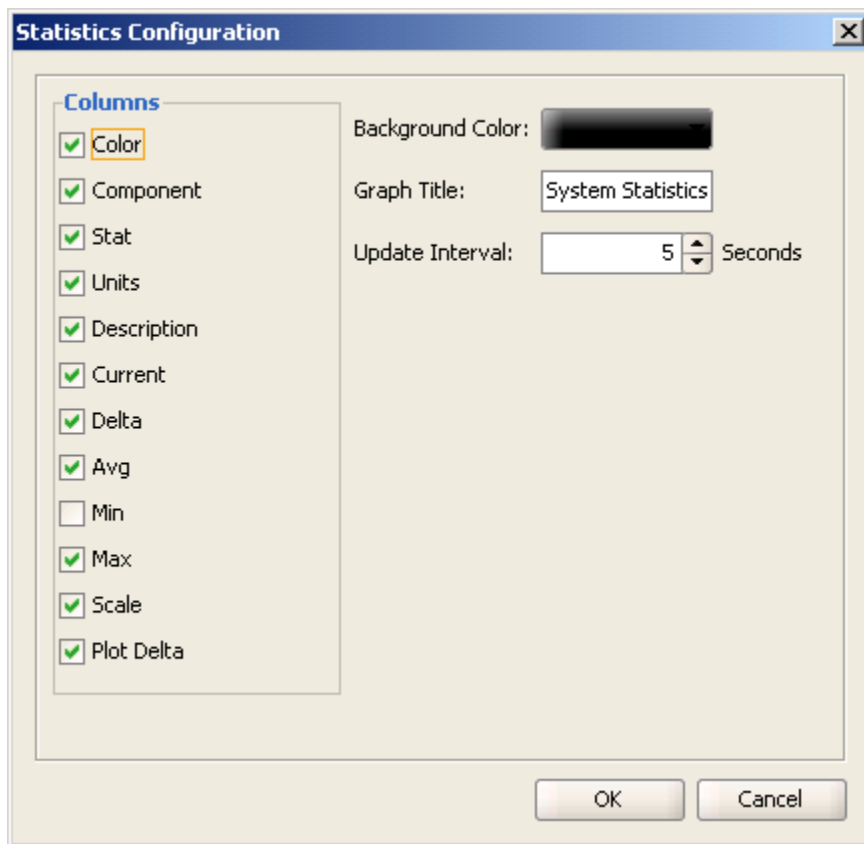 Statistics Configuration
Columns
Color
Component
Stat
Units
Description
Current
Delta
Avg
Min
Max
Scale
Plot Delta
Background Color:
Graph Title: System Statistics
Update Interval: 5 Seconds
OK Cancel